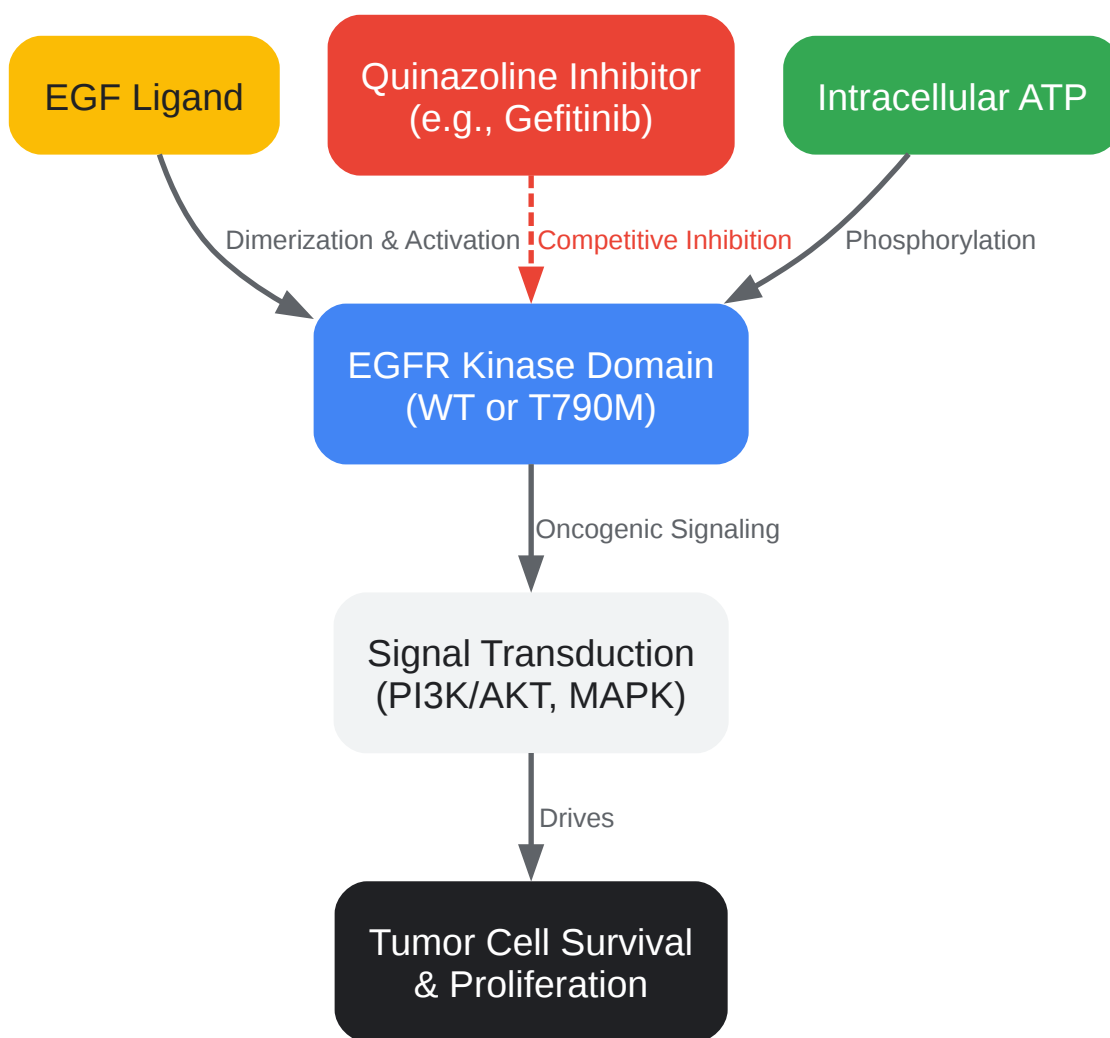 EGF Ligand
Quinazoline Inhibitor
(e.g., Gefitinib)
Intracellular ATP
Dimerization & Activation
Competitive Inhibition
Phosphorylation
EGFR Kinase Domain
(WT or T790M)
Oncogenic Signaling
Signal Transduction
(PI3K/AKT, MAPK)
Drives
Tumor Cell Survival
& Proliferation